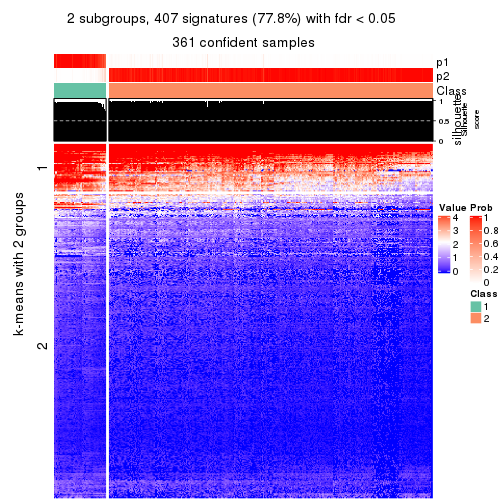 2 subgroups, 407 signatures (77.8%) with fdr < 0.05
361 confident samples
p1
p2
Class
1
0.5
0
silhouette
Silhouette
score
k-means with 2 groups
1
2
Value
4
3
2
1
0
Prob
1
0.8
0.6
0.4
0.2
0
Class
1
2